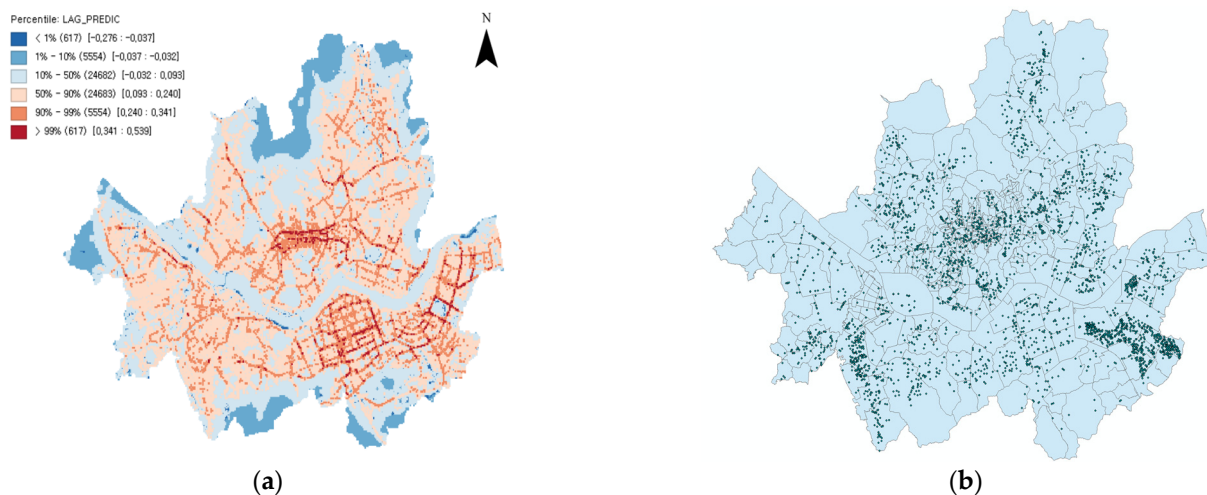 Percentile: LAG_PREDIC
< 1% (617) [-0,276 : -0,037]
1% - 10% (5554) [-0,037 : -0,032]
10% - 50% (24682) [-0,032 : 0,093]
50% - 90% (24683) [0,093 : 0,240]
90% - 99% (5554) [0,240 : 0,341]
> 99% (617) [0,341 : 0,539]
N
(a)
(b)